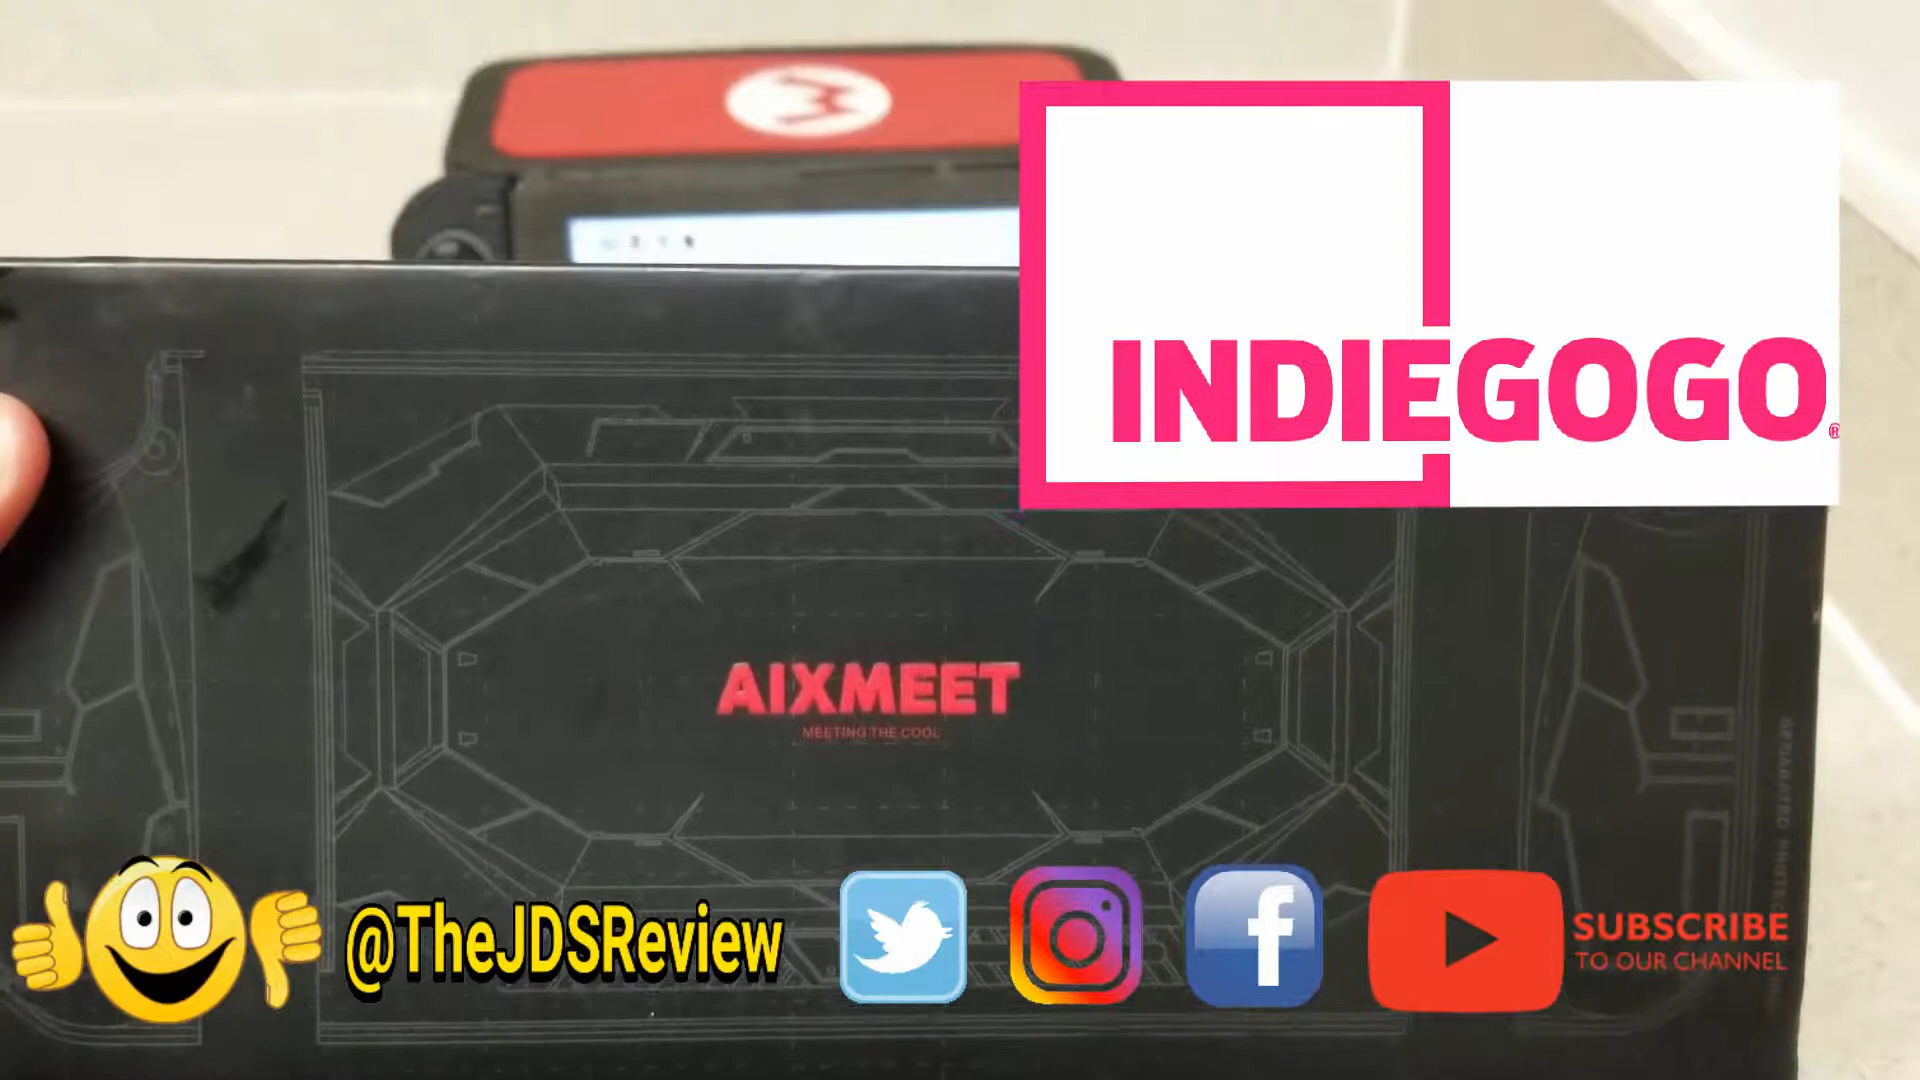 INDIEGOGO®
AIXMEET
MEETING THE COOL
@TheJDSReview
SUBSCRIBE
TO OUR CHANNEL